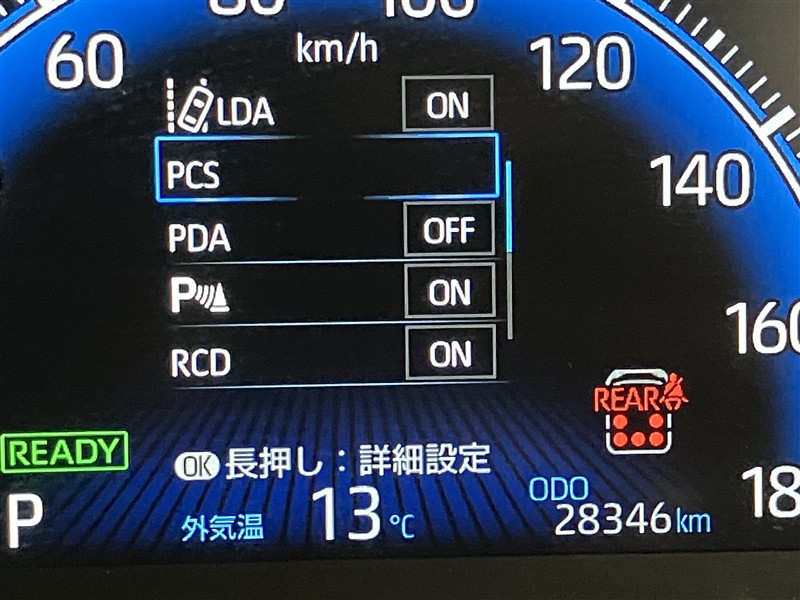 80 100
60 km/h 120
LDA ON
PCS
140
PDA OFF
P ON
160
RCD ON
REAR
READY
OK 長押し:詳細設定
P 外気温 13℃ ODO 28346km
180